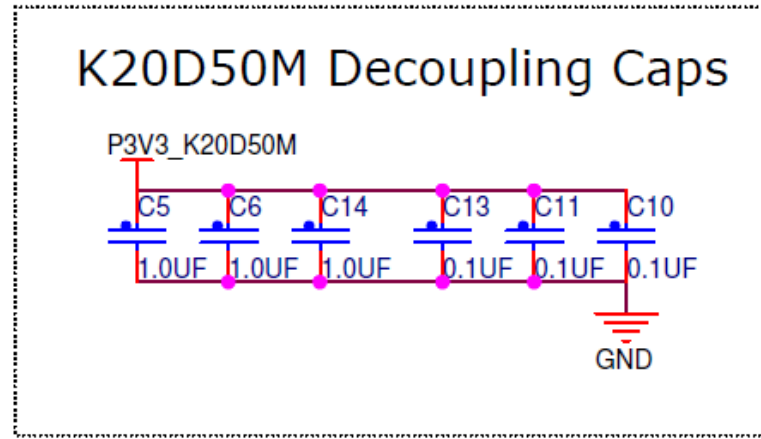 K20D50M Decoupling Caps
P3V3_K20D50M
C5 C6 C14 C13 C11 C10
1.0UF 1.0UF 1.0UF 0.1UF 0.1UF 0.1UF
GND